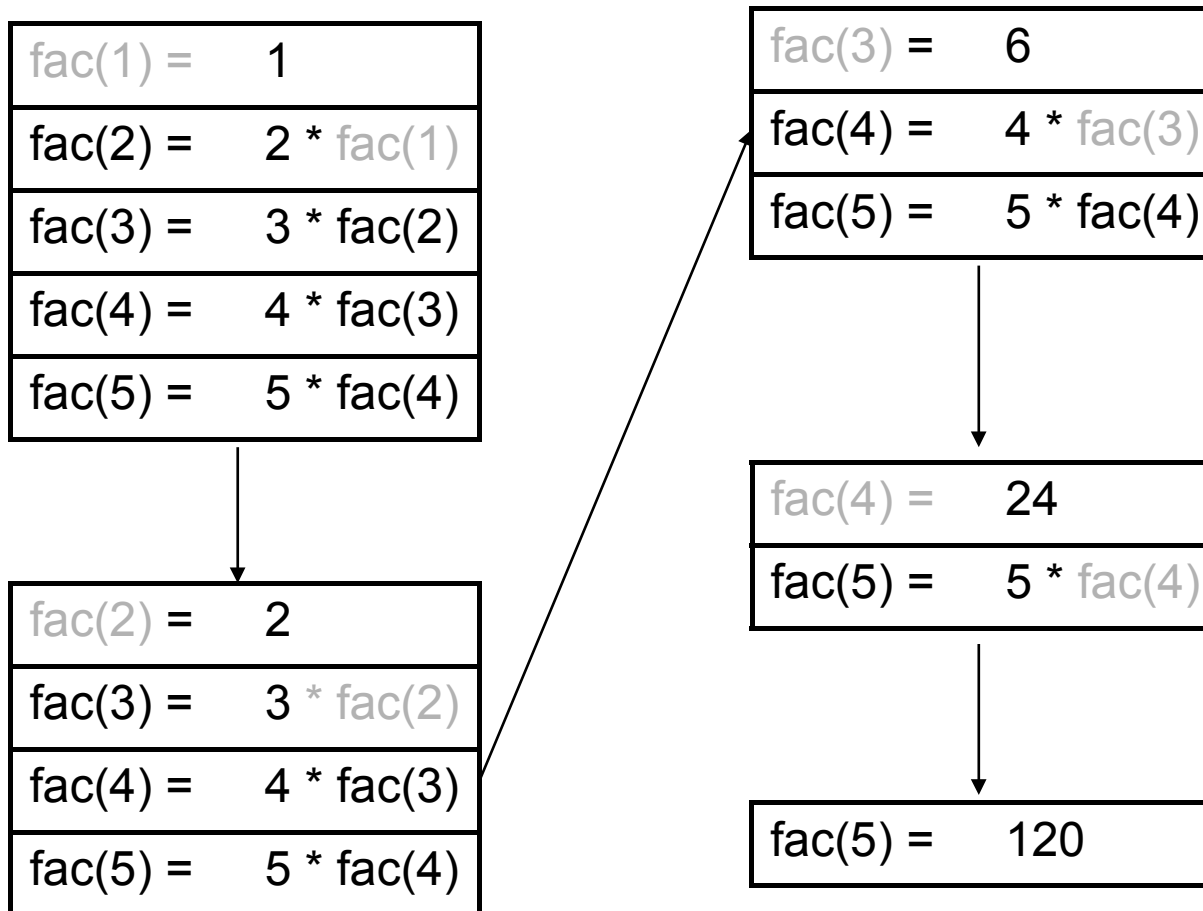 fac(1) = 1
fac(2) = 2 * fac(1)
fac(3) = 3 * fac(2)
fac(4) = 4 * fac(3)
fac(5) = 5 * fac(4)
fac(2) = 2
fac(3) = 3 * fac(2)
fac(4) = 4 * fac(3)
fac(5) = 5 * fac(4)
fac(3) = 6
fac(4) = 4 * fac(3)
fac(5) = 5 * fac(4)
fac(4) = 24
fac(5) = 5 * fac(4)
fac(5) = 120